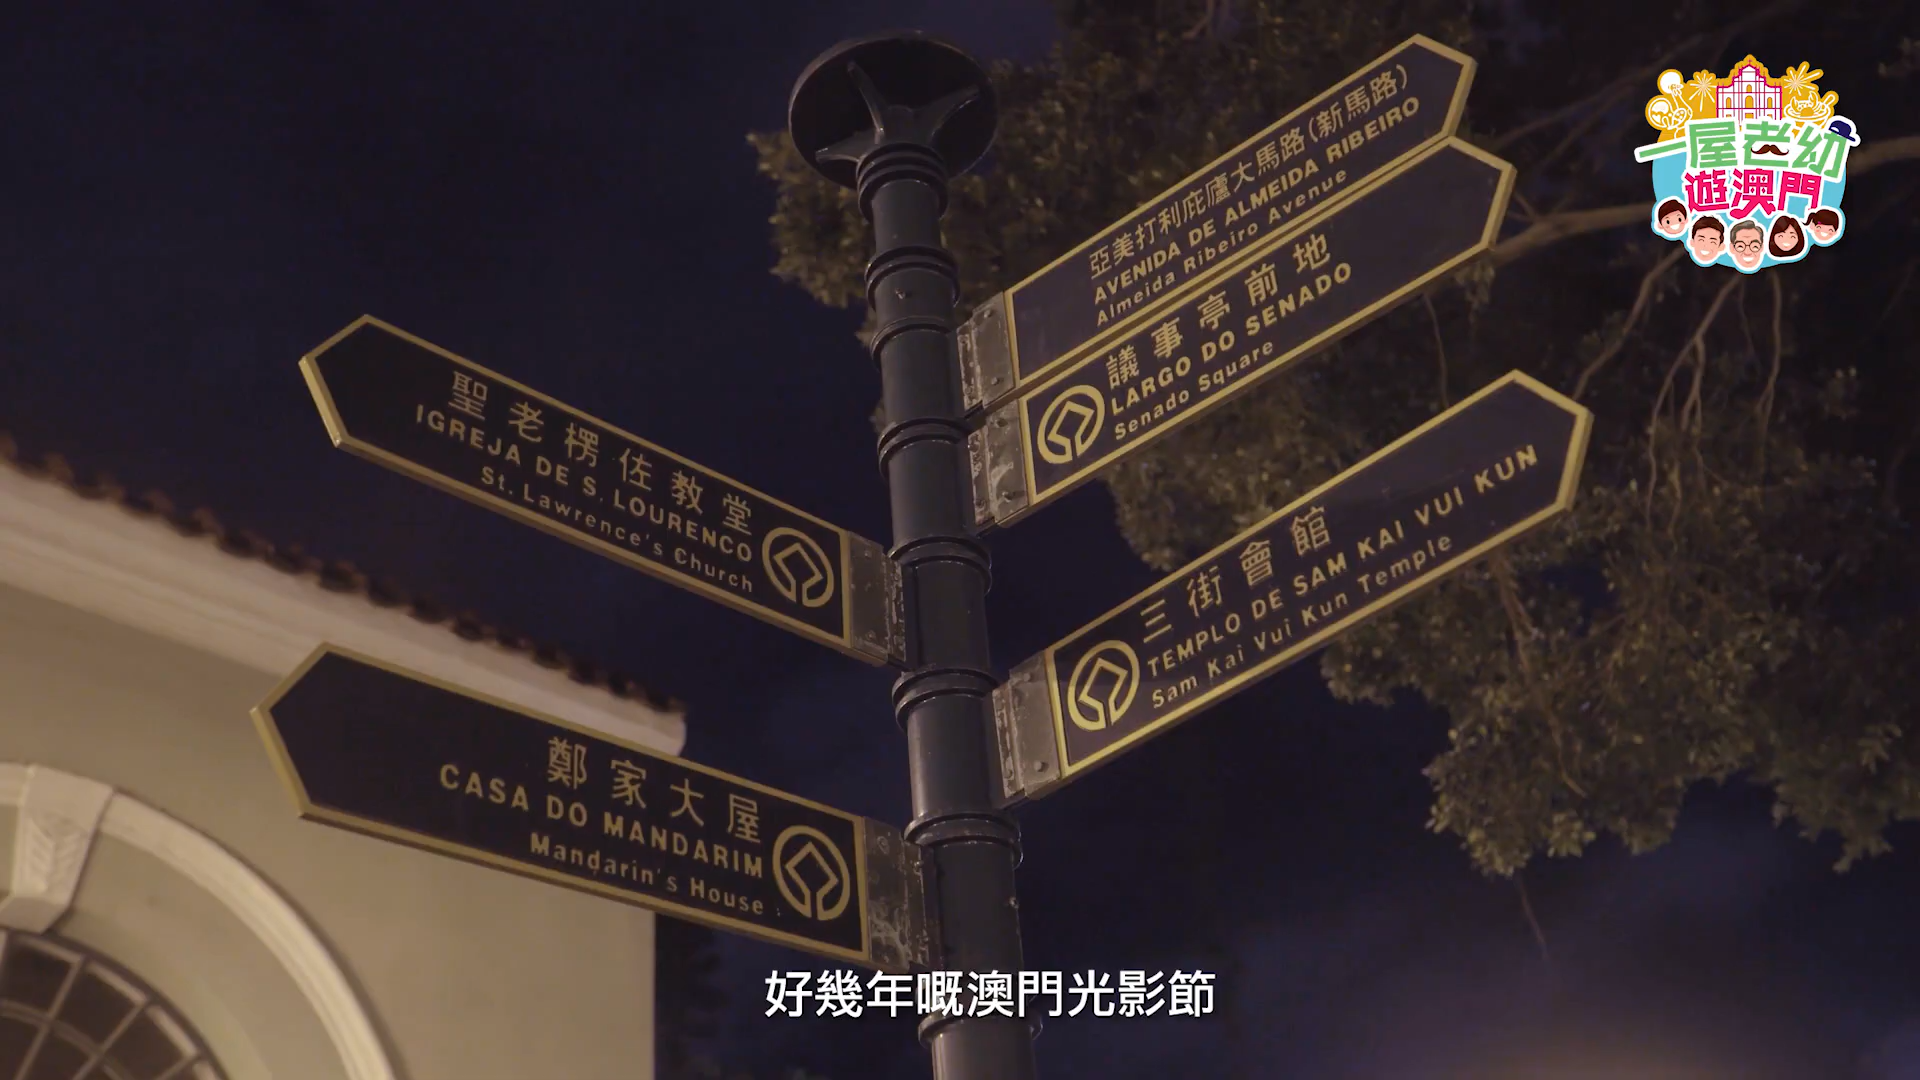 一屋老幼
遊澳門
亞美打利庇廬大馬路(新馬路)
AVENIDA DE ALMEIDA RIBEIRO
Almeida Ribeiro Avenue
議事亭前地
LARGO DO SENADO
Senado Square
聖老楞佐教堂
IGREJA DE S. LOURENCO
St. Lawrence's Church
三街會館
TEMPLO DE SAM KAI VUI KUN
Sam Kai Vui Kun Temple
鄭家大屋
CASA DO MANDARIM
Mandarin's House
好幾年嘅澳門光影節